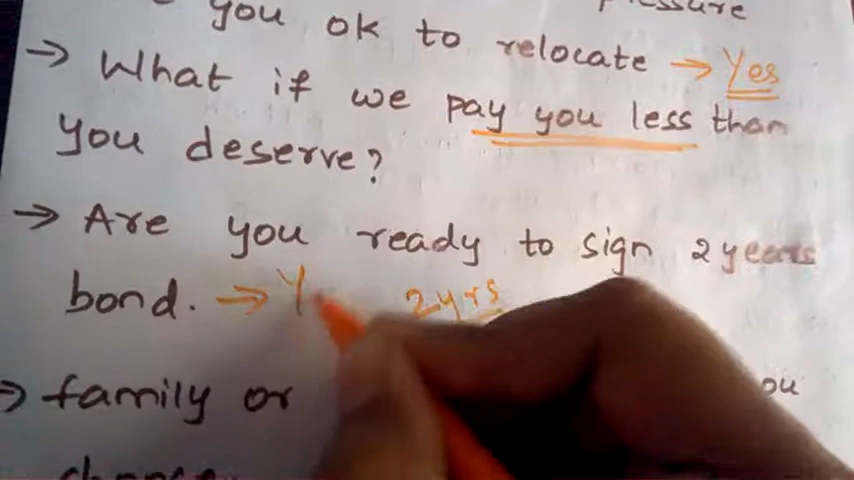 you ok to relocate → Yes
→ What if we pay you less than
you deserve?
→ Are you ready to sign 2 years
bond. → Y 2yrs
→ family or